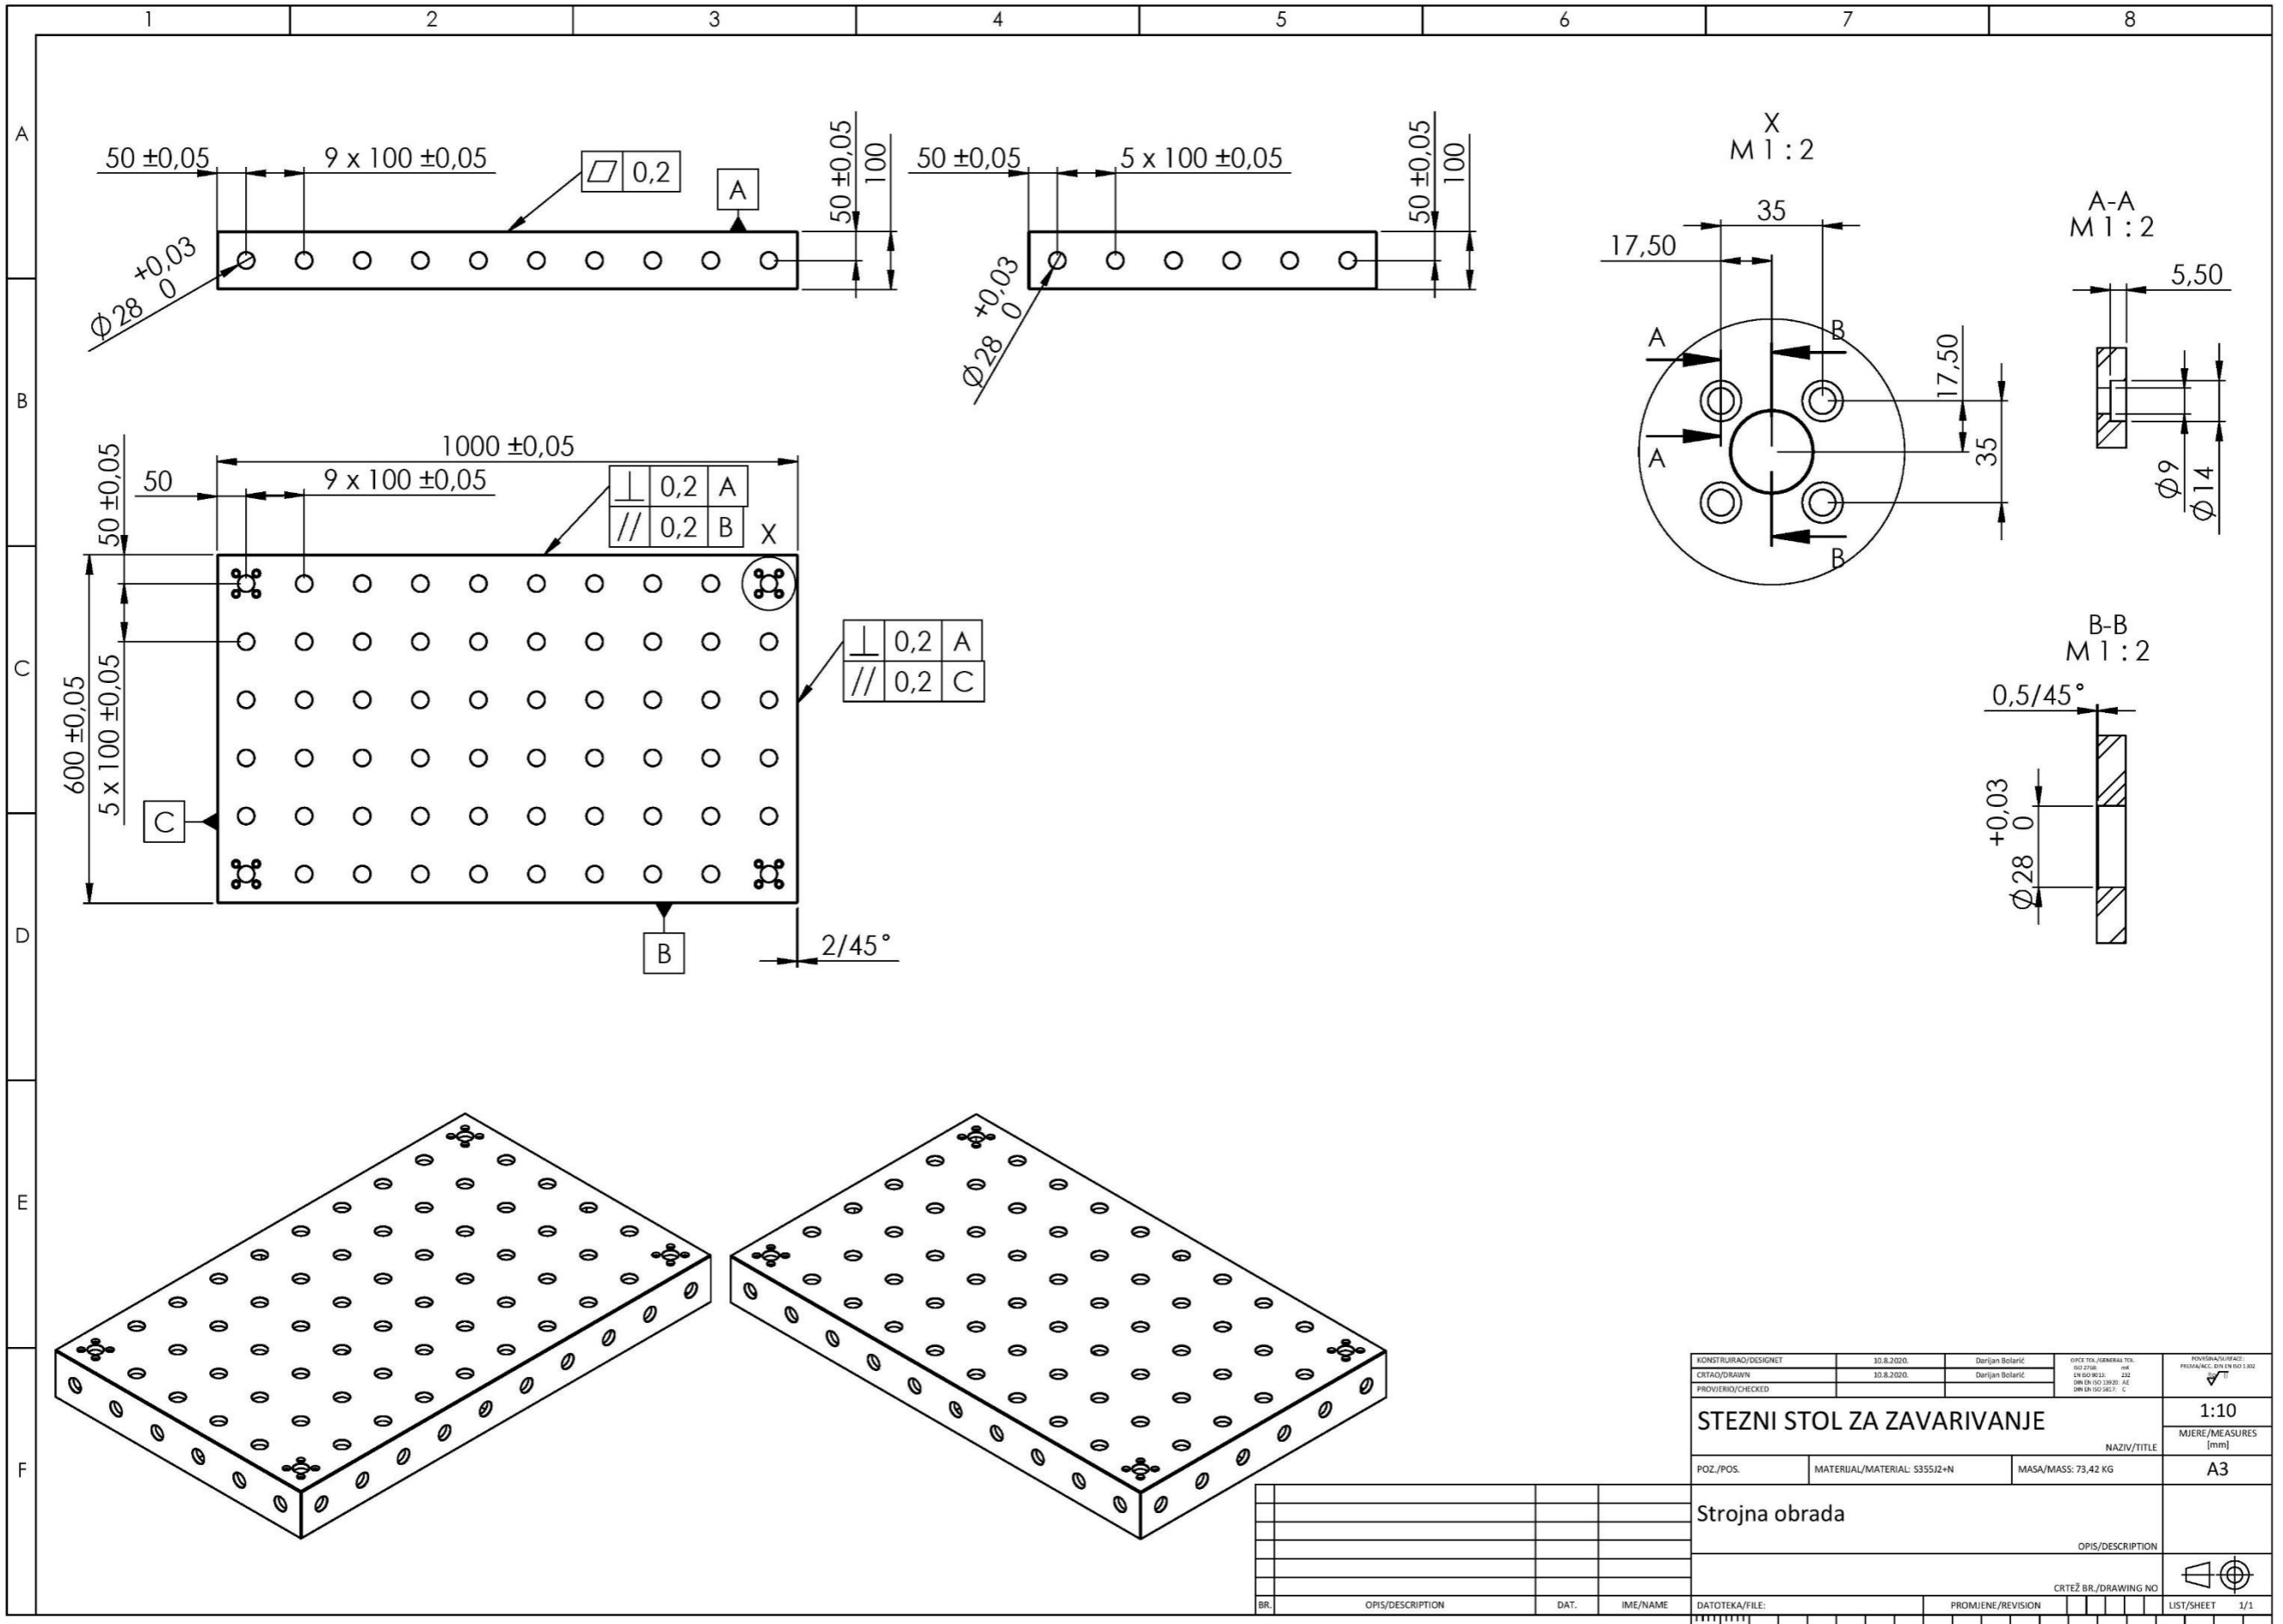 1 2 3 4 5 6 7 8
A
B
C
D
E
F
50 ±0,05
9 x 100 ±0,05
0,2
A
50 ±0,05
100
Ø28 +0,03 0
50 ±0,05
5 x 100 ±0,05
50 ±0,05
100
Ø28 +0,03 0
X
M 1 : 2
35
17,50
A
B
17,50
35
A
B
A-A
M 1 : 2
5,50
Ø9
Ø14
1000 ±0,05
50
9 x 100 ±0,05
50 ±0,05
⊥ 0,2 A
// 0,2 B
X
600 ±0,05
5 x 100 ±0,05
⊥ 0,2 A
// 0,2 C
C
B
2/45°
B-B
M 1 : 2
0,5/45°
Ø28 +0,03 0
KONSTRUIRAO/DESIGNET 10.8.2020. Darijan Bolarić
CRTAO/DRAWN 10.8.2020. Darijan Bolarić
PROVJERIO/CHECKED
OPĆE TOL./GENERAL TOL.
STEZNI STOL ZA ZAVARIVANJE
NAZIV/TITLE
1:10
MJERE/MEASURES
[mm]
POZ./POS. MATERIJAL/MATERIAL: S355J2+N MASA/MASS: 73,42 KG A3
Strojna obrada
OPIS/DESCRIPTION
CRTEŽ BR./DRAWING NO
BR. OPIS/DESCRIPTION DAT. IME/NAME DATOTEKA/FILE: PROMJENE/REVISION LIST/SHEET 1/1